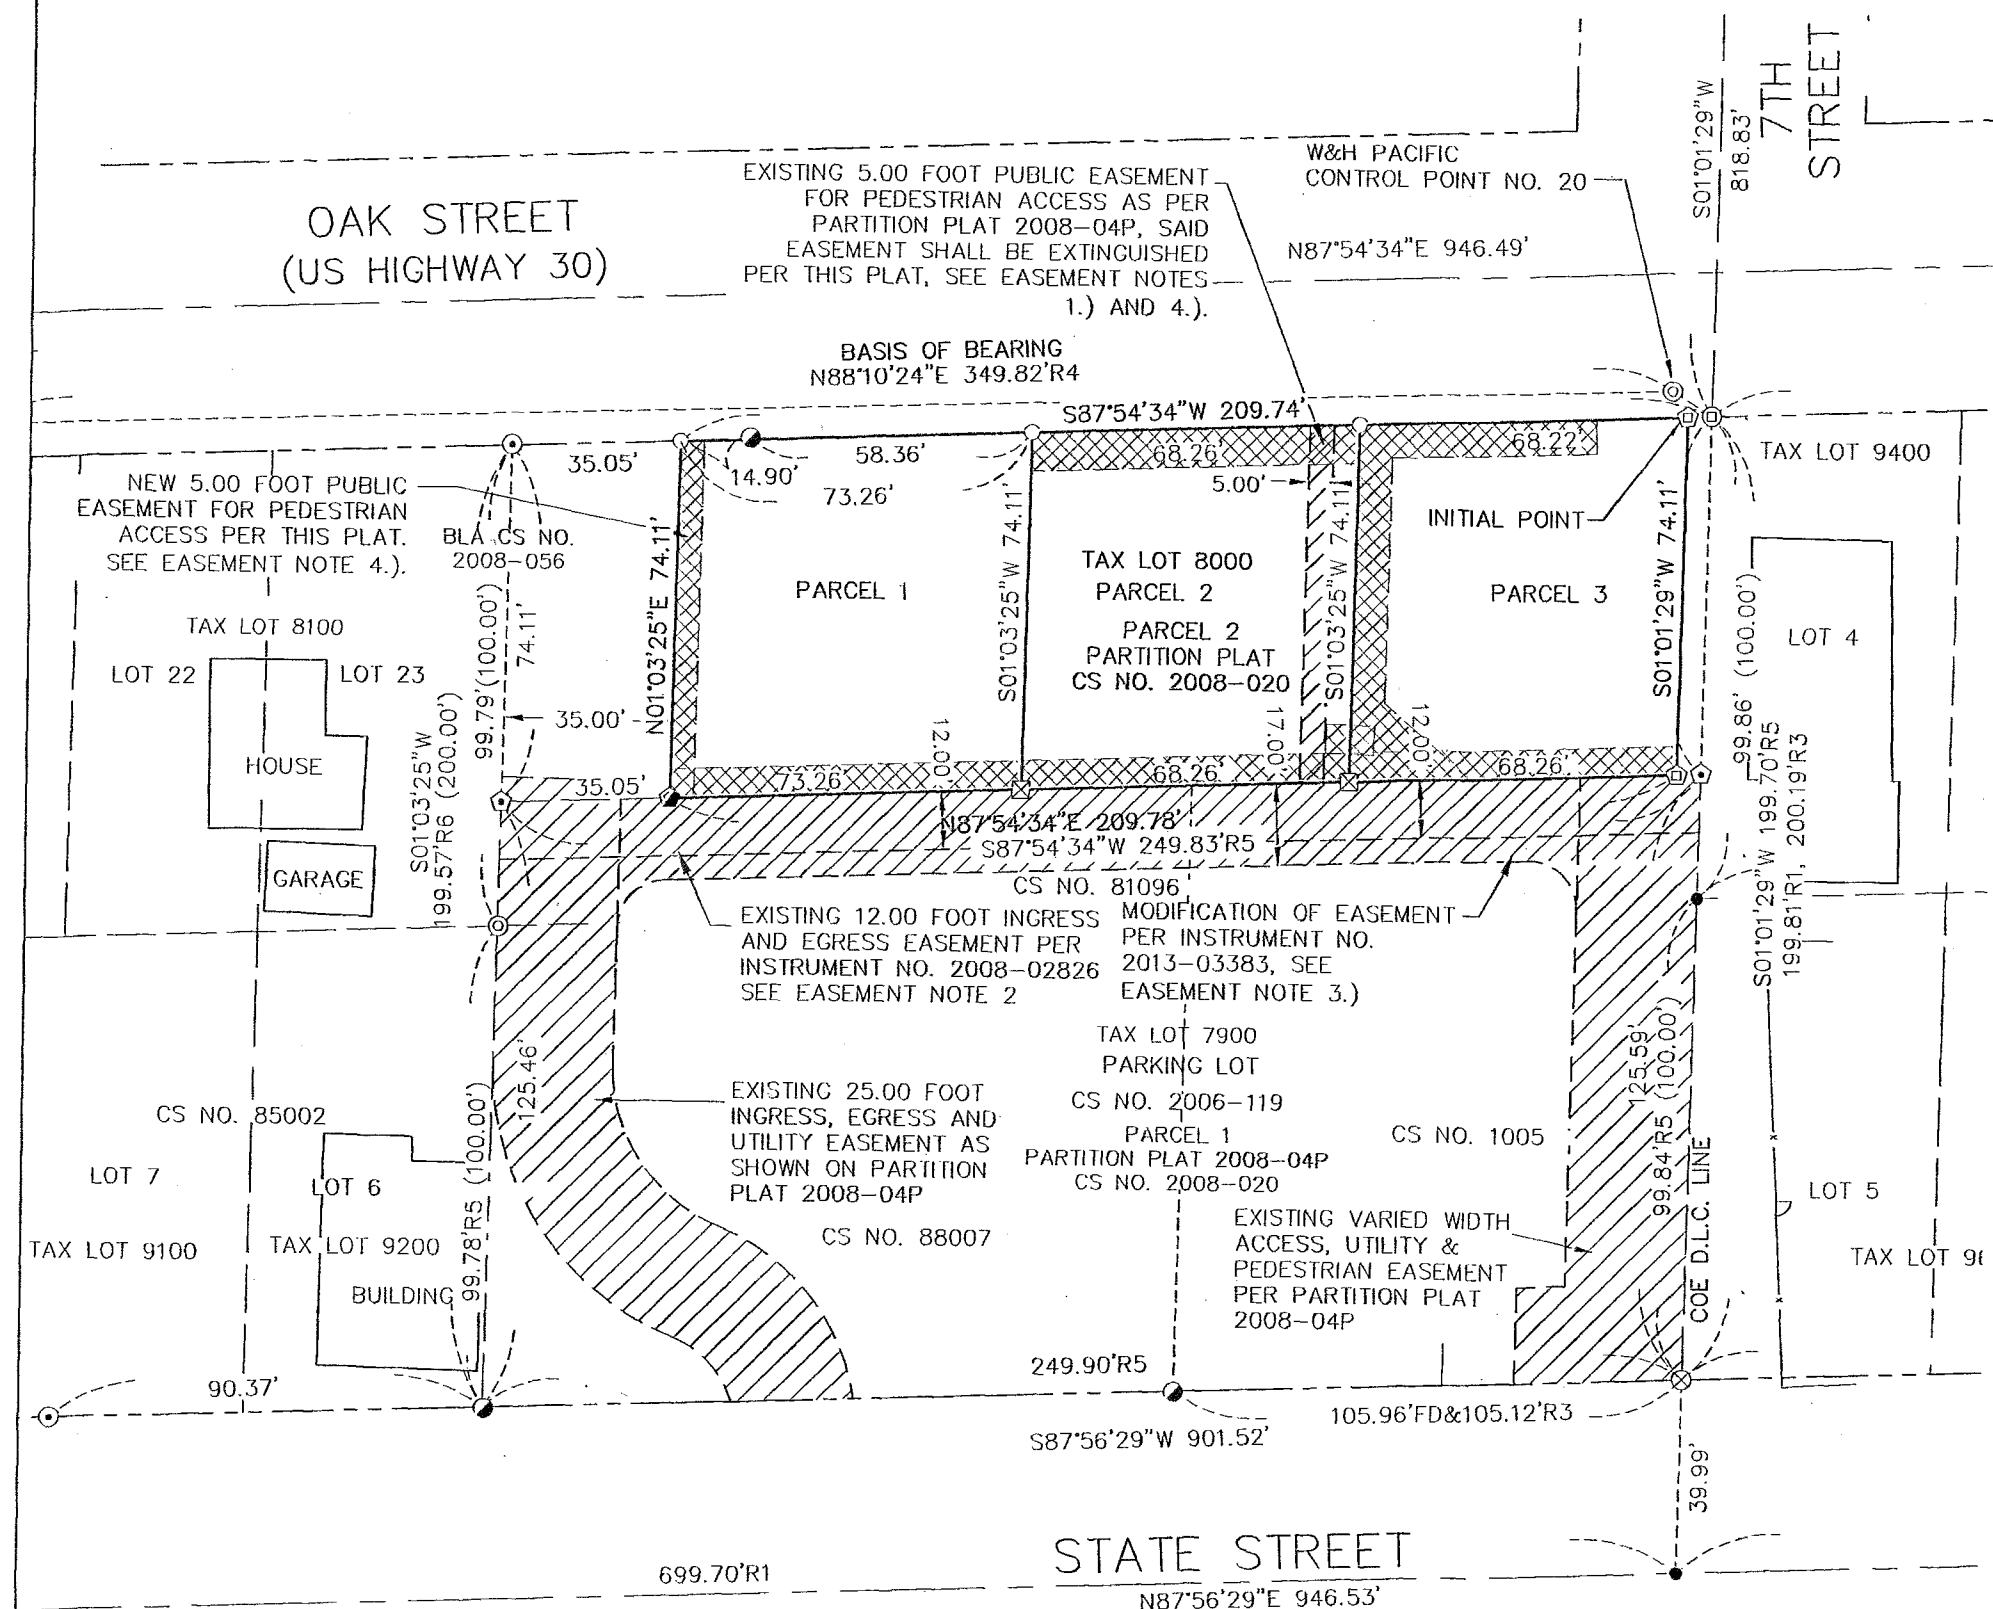 7TH
STREET
S01°01'29"W
818.83'
W&H PACIFIC
CONTROL POINT NO. 20
EXISTING 5.00 FOOT PUBLIC EASEMENT
FOR PEDESTRIAN ACCESS AS PER
PARTITION PLAT 2008-04P, SAID
EASEMENT SHALL BE EXTINGUISHED
PER THIS PLAT, SEE EASEMENT NOTES
1.) AND 4.).
OAK STREET
(US HIGHWAY 30)
N87°54'34"E 946.49'
BASIS OF BEARING
N88°10'24"E 349.82'R4
S87°54'34"W 209.74'
35.05'
14.90'
58.36'
73.26'
68.26'
5.00'
68.22'
TAX LOT 9400
NEW 5.00 FOOT PUBLIC
EASEMENT FOR PEDESTRIAN
ACCESS PER THIS PLAT.
SEE EASEMENT NOTE 4.).
BLA CS NO.
2008-056
INITIAL POINT
N01°03'25"E 74.11'
S01°03'25"W 74.11'
S01°03'25"W 74.11'
S01°01'29"W 74.11'
PARCEL 1
TAX LOT 8000
PARCEL 2
PARCEL 2
PARTITION PLAT
CS NO. 2008-020
PARCEL 3
TAX LOT 8100
LOT 22
LOT 23
HOUSE
GARAGE
99.79'(100.00')
74.11'
35.00'
S01°03'25"W
199.57'R6 (200.00')
LOT 4
99.86' (100.00')
S01°01'29"W 199.70'R5
199.81'R1, 200.19'R3
12.00'
17.00'
12.00'
35.05'
73.26'
68.26'
68.26'
N87°54'34"E 209.78'
S87°54'34"W 249.83'R5
CS NO. 81096
EXISTING 12.00 FOOT INGRESS
AND EGRESS EASEMENT PER
INSTRUMENT NO. 2008-02826
SEE EASEMENT NOTE 2
MODIFICATION OF EASEMENT
PER INSTRUMENT NO.
2013-03383, SEE
EASEMENT NOTE 3.)
TAX LOT 7900
PARKING LOT
CS NO. 2006-119
PARCEL 1
PARTITION PLAT 2008-04P
CS NO. 2008-020
EXISTING 25.00 FOOT
INGRESS, EGRESS AND
UTILITY EASEMENT AS
SHOWN ON PARTITION
PLAT 2008-04P
CS NO. 88007
CS NO. 1005
125.46'
99.78'R5 (100.00')
125.59'
99.84'R5 (100.00')
COE D.L.C. LINE
CS NO. 85002
LOT 7
LOT 6
TAX LOT 9100
TAX LOT 9200
BUILDING
EXISTING VARIED WIDTH
ACCESS, UTILITY &
PEDESTRIAN EASEMENT
PER PARTITION PLAT
2008-04P
LOT 5
TAX LOT
90.37'
249.90'R5
105.96'FD&105.12'R3
S87°56'29"W 901.52'
39.99'
STATE STREET
699.70'R1
N87°56'29"E 946.53'